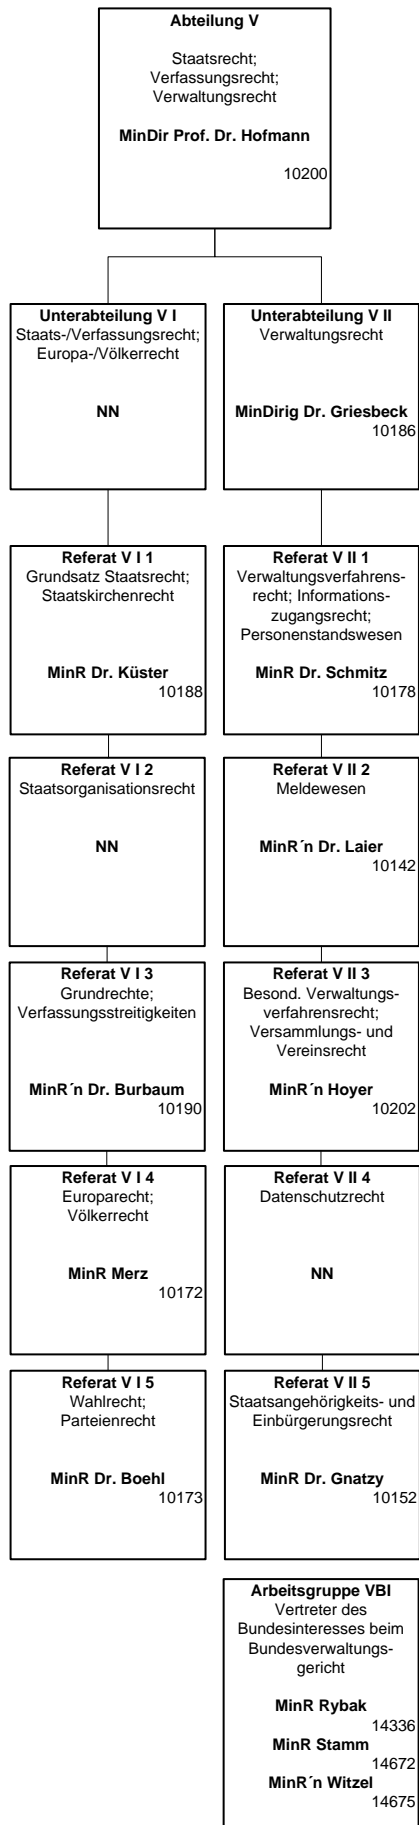 Abteilung V
Staatsrecht;
Verfassungsrecht;
Verwaltungsrecht
MinDir Prof. Dr. Hofmann
10200
Unterabteilung V I
Staats-/Verfassungsrecht;
Europa-/Völkerrecht
NN
Unterabteilung V II
Verwaltungsrecht
MinDirig Dr. Griesbeck
10186
Referat V I 1
Grundsatz Staatsrecht;
Staatskirchenrecht
MinR Dr. Küster
10188
Referat V II 1
Verwaltungsverfahrens-
recht; Informations-
zugangsrecht;
Personenstandswesen
MinR Dr. Schmitz
10178
Referat V I 2
Staatsorganisationsrecht
NN
Referat V II 2
Meldewesen
MinR´n Dr. Laier
10142
Referat V I 3
Grundrechte;
Verfassungsstreitigkeiten
MinR´n Dr. Burbaum
10190
Referat V II 3
Besond. Verwaltungs-
verfahrensrecht;
Versammlungs- und
Vereinsrecht
MinR´n Hoyer
10202
Referat V I 4
Europarecht;
Völkerrecht
MinR Merz
10172
Referat V II 4
Datenschutzrecht
NN
Referat V I 5
Wahlrecht;
Parteienrecht
MinR Dr. Boehl
10173
Referat V II 5
Staatsangehörigkeits- und
Einbürgerungsrecht
MinR Dr. Gnatzy
10152
Arbeitsgruppe VBI
Vertreter des
Bundesinteresses beim
Bundesverwaltungs-
gericht
MinR Rybak
14336
MinR Stamm
14672
MinR´n Witzel
14675